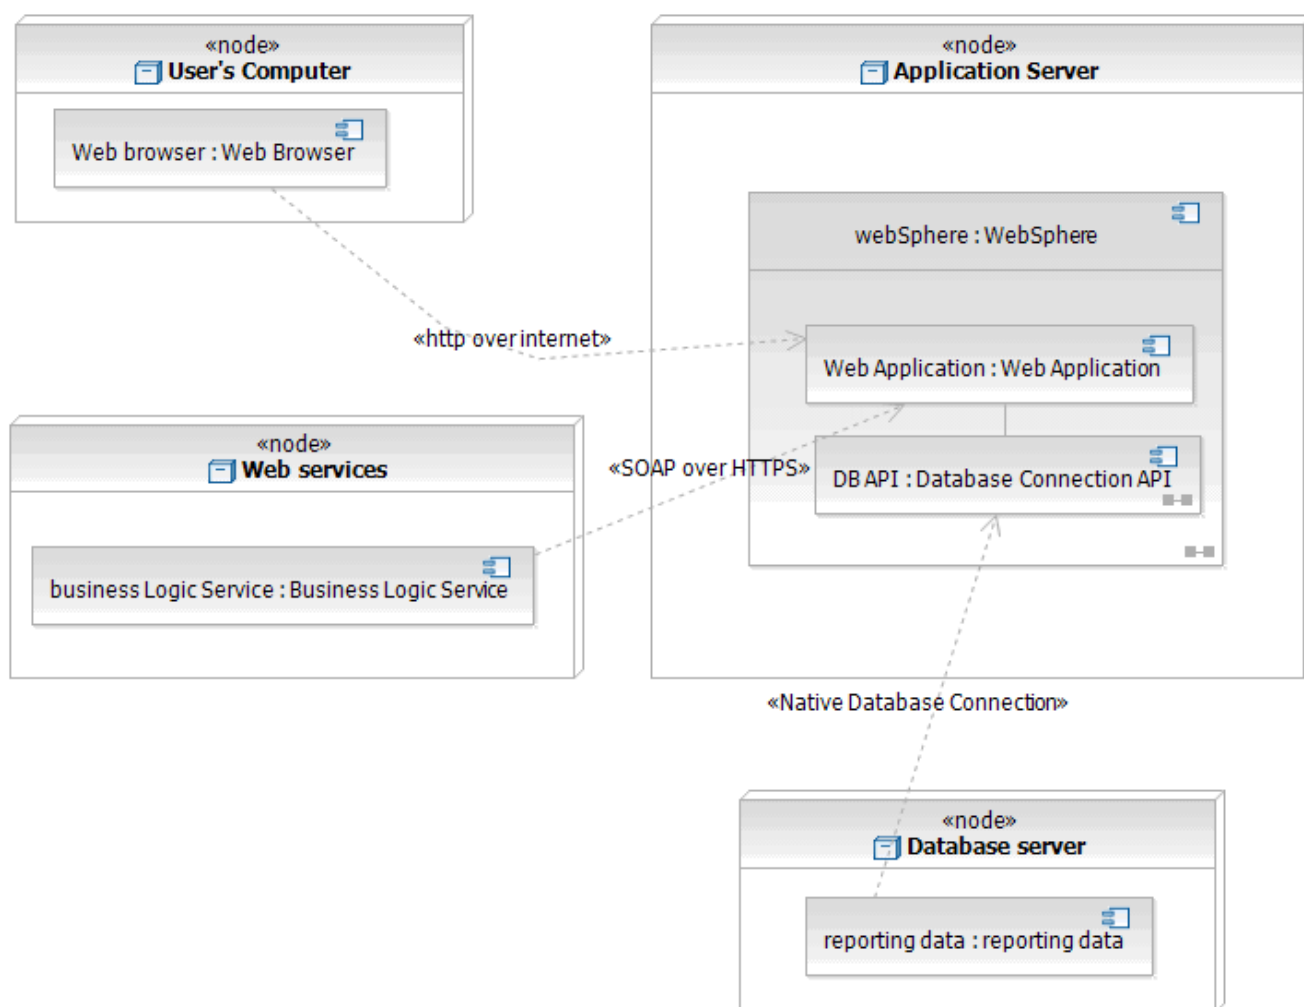 «node»
User's Computer
Web browser : Web Browser
«node»
Application Server
webSphere : WebSphere
«http over internet»
Web Application : Web Application
«node»
Web services
«SOAP over HTTPS»
DB API : Database Connection API
business Logic Service : Business Logic Service
«Native Database Connection»
«node»
Database server
reporting data : reporting data